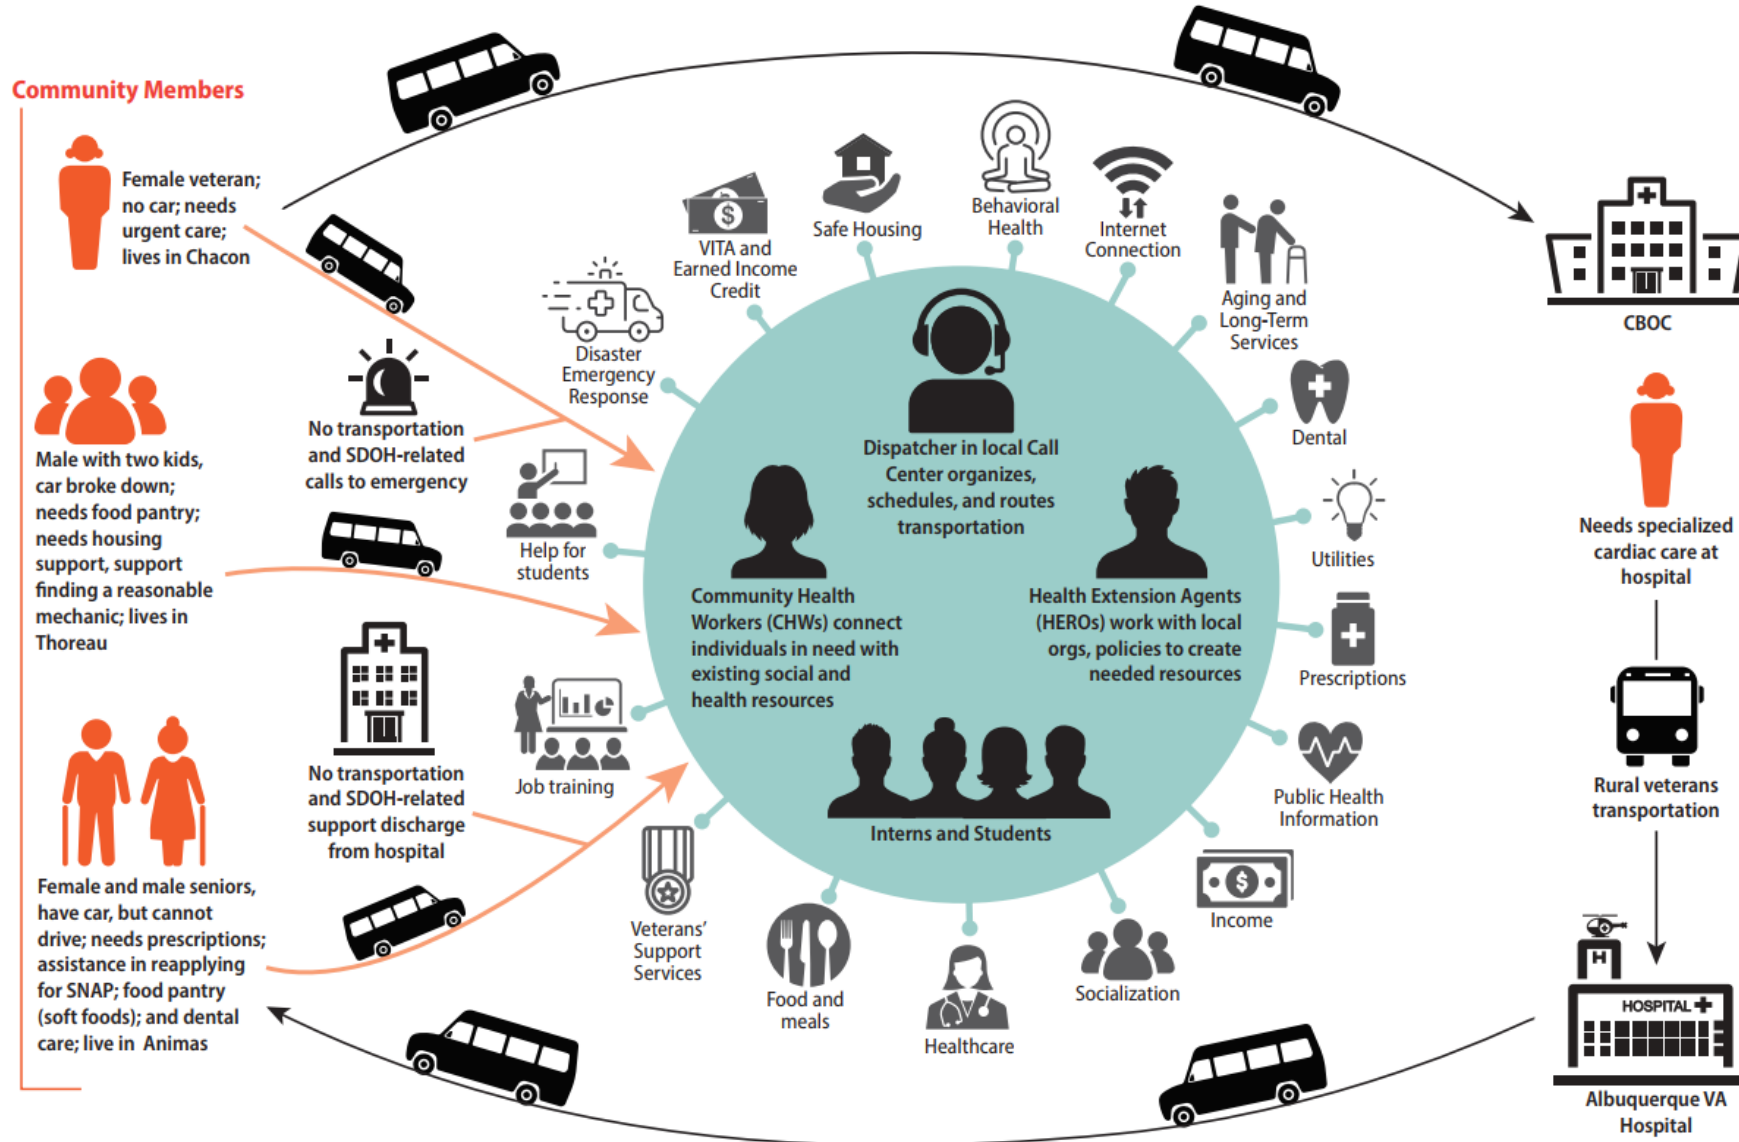 Community Members
Female veteran;
no car; needs
urgent care;
lives in Chacon
Male with two kids,
car broke down;
needs food pantry;
needs housing
support, support
finding a reasonable
mechanic; lives in
Thoreau
Female and male seniors,
have car, but cannot
drive; needs prescriptions;
assistance in reapplying
for SNAP; food pantry
(soft foods); and dental
care; live in Animas
No transportation
and SDOH-related
calls to emergency
No transportation
and SDOH-related
support discharge
from hospital
Disaster
Emergency
Response
$
VITA and
Earned Income
Credit
Safe Housing
Behavioral
Health
Internet
Connection
Aging and
Long-Term
Services
Dental
Utilities
Prescriptions
Public Health
Information
$
Income
Socialization
Healthcare
Food and
meals
Veterans’
Support
Services
Job training
Help for
students
Dispatcher in local Call
Center organizes,
schedules, and routes
transportation
Community Health
Workers (CHWs) connect
individuals in need with
existing social and
health resources
Health Extension Agents
(HEROs) work with local
orgs, policies to create
needed resources
Interns and Students
CBOC
Needs specialized
cardiac care at
hospital
Rural veterans
transportation
H
HOSPITAL
Albuquerque VA
Hospital